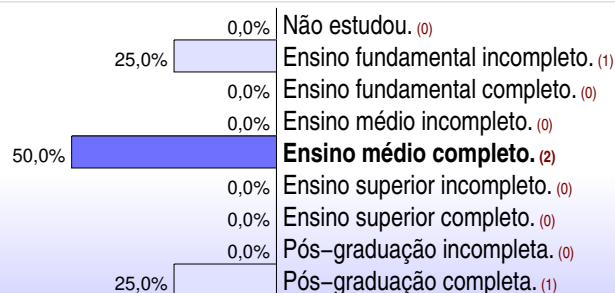 0,0% Não estudou. (0)
25,0% Ensino fundamental incompleto. (1)
0,0% Ensino fundamental completo. (0)
0,0% Ensino médio incompleto. (0)
50,0% Ensino médio completo. (2)
0,0% Ensino superior incompleto. (0)
0,0% Ensino superior completo. (0)
0,0% Pós−graduação incompleta. (0)
25,0% Pós−graduação completa. (1)